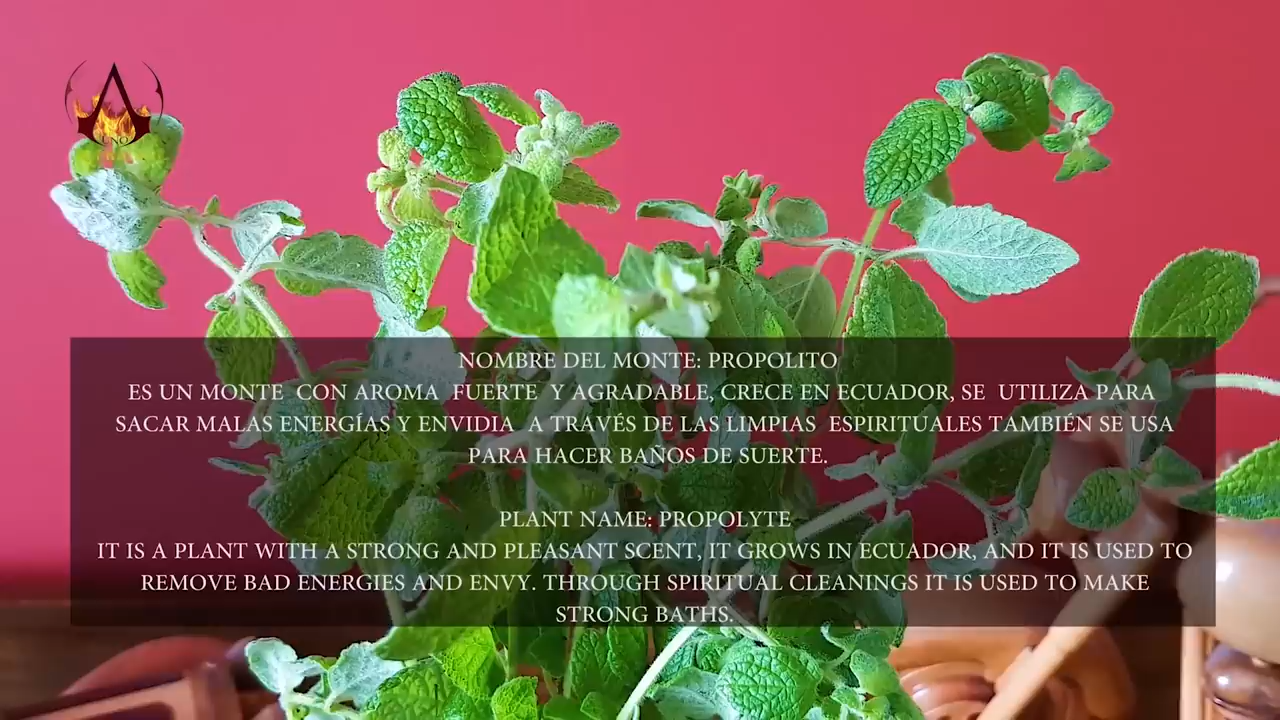 UNO
NOMBRE DEL MONTE: PROPOLITO
ES UN MONTE CON AROMA FUERTE Y AGRADABLE, CRECE EN ECUADOR, SE UTILIZA PARA
SACAR MALAS ENERGÍAS Y ENVIDIA A TRAVÉS DE LAS LIMPIAS ESPIRITUALES TAMBIÉN SE USA
PARA HACER BAÑOS DE SUERTE.
PLANT NAME: PROPOLYTE
IT IS A PLANT WITH A STRONG AND PLEASANT SCENT, IT GROWS IN ECUADOR, AND IT IS USED TO
REMOVE BAD ENERGIES AND ENVY. THROUGH SPIRITUAL CLEANINGS IT IS USED TO MAKE
STRONG BATHS.